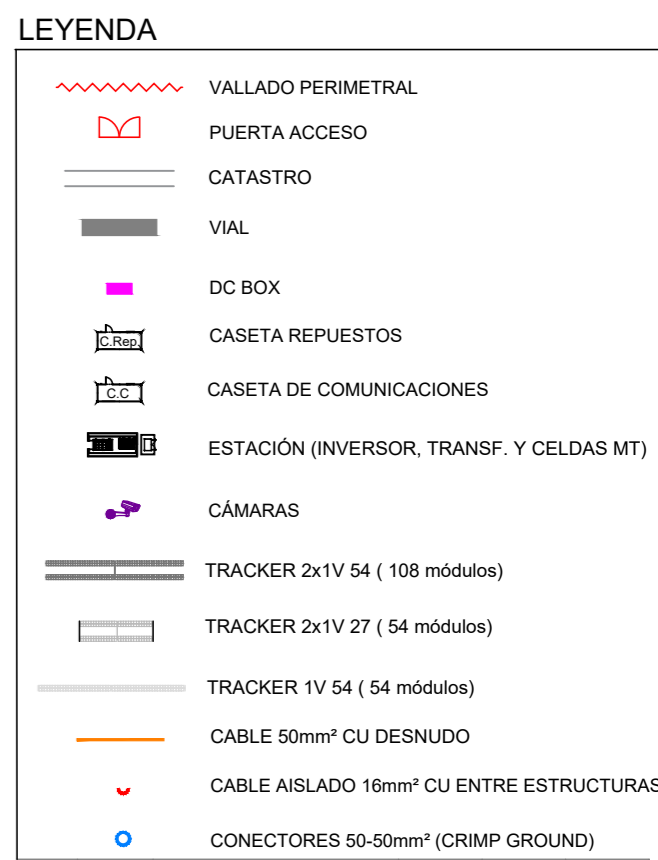 LEYENDA
VALLADO PERIMETRAL
PUERTA ACCESO
CATASTRO
VIAL
DC BOX
C.Rep. CASETA REPUESTOS
C.C CASETA DE COMUNICACIONES
ESTACIÓN (INVERSOR, TRANSF. Y CELDAS MT)
CÁMARAS
TRACKER 2x1V 54 ( 108 módulos)
TRACKER 2x1V 27 ( 54 módulos)
TRACKER 1V 54 ( 54 módulos)
CABLE 50mm² CU DESNUDO
CABLE AISLADO 16mm² CU ENTRE ESTRUCTURAS
CONECTORES 50-50mm² (CRIMP GROUND)